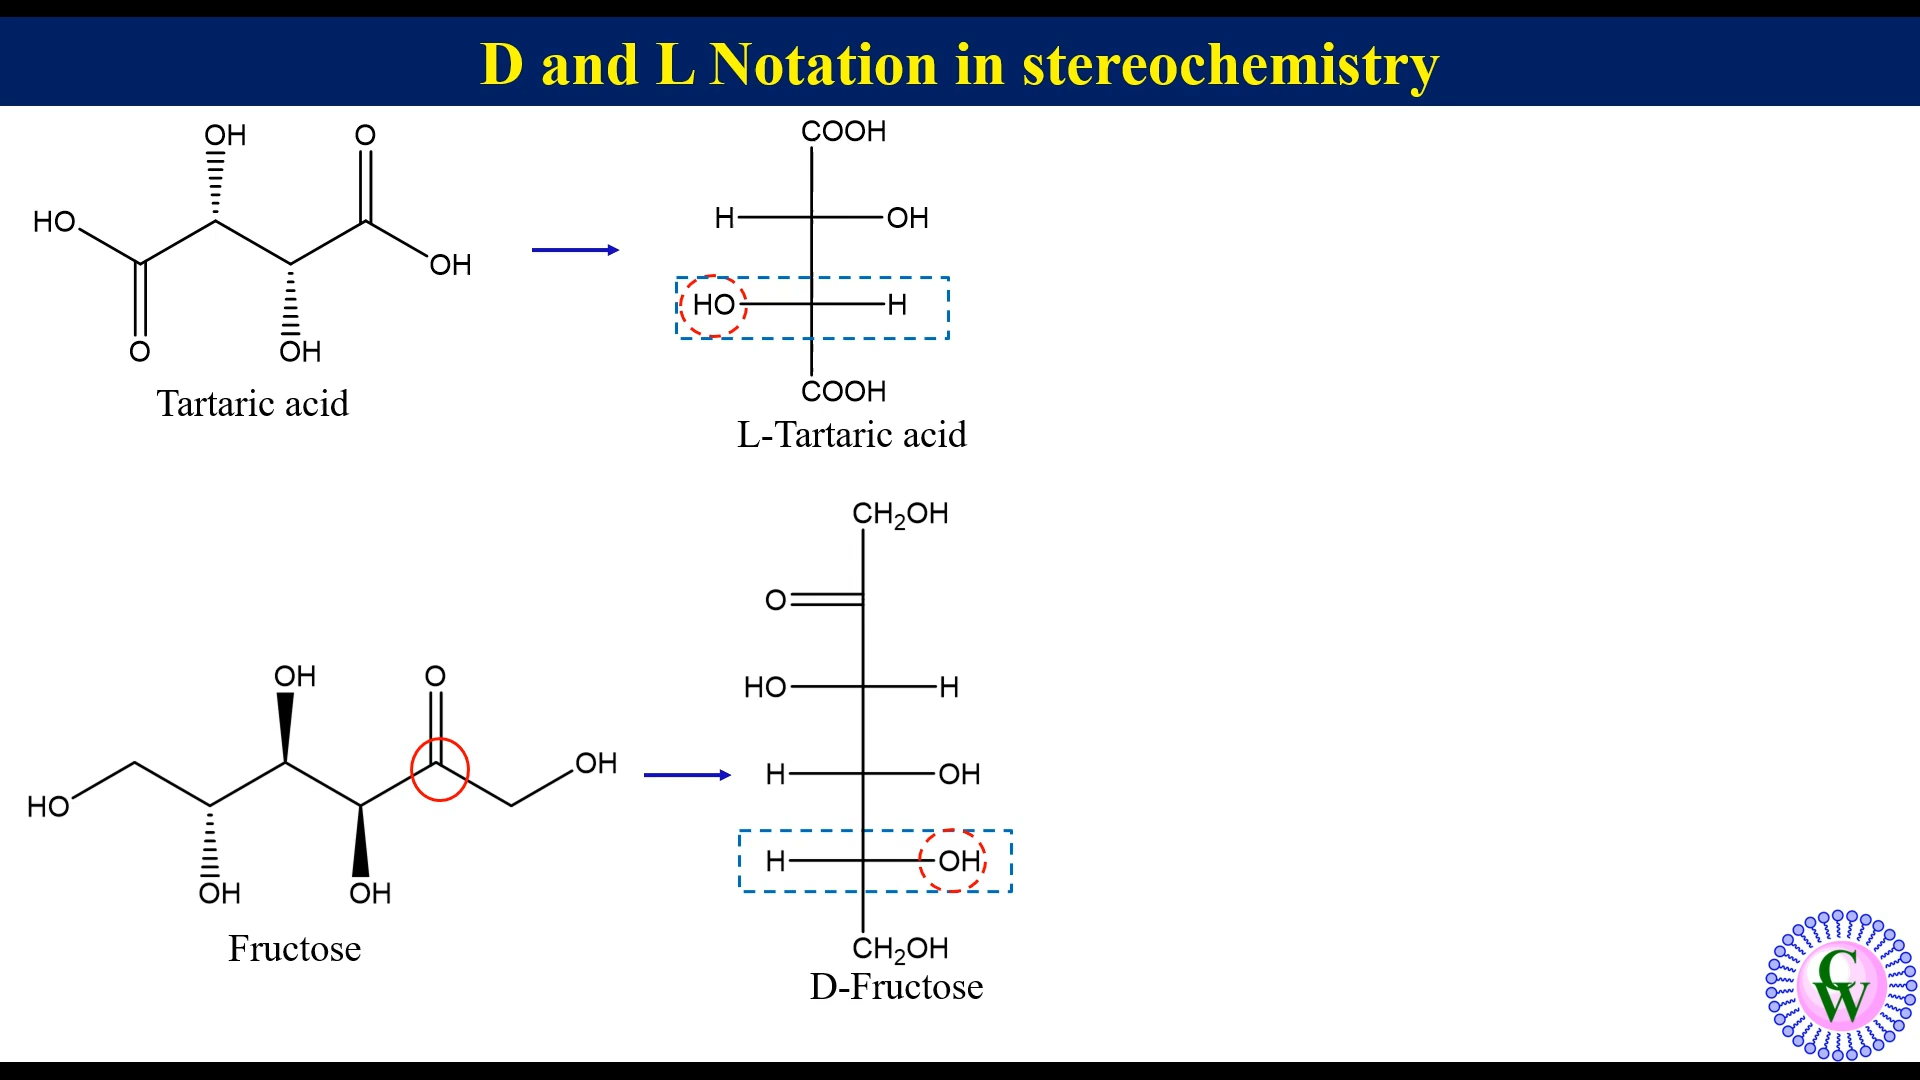 D and L Notation in stereochemistry
OH
O
HO
OH
O
OH
Tartaric acid
COOH
H
OH
HO
H
COOH
L-Tartaric acid
OH
O
HO
OH
OH
OH
Fructose
CH₂OH
O
HO
H
H
OH
H
OH
CH₂OH
D-Fructose
C
W